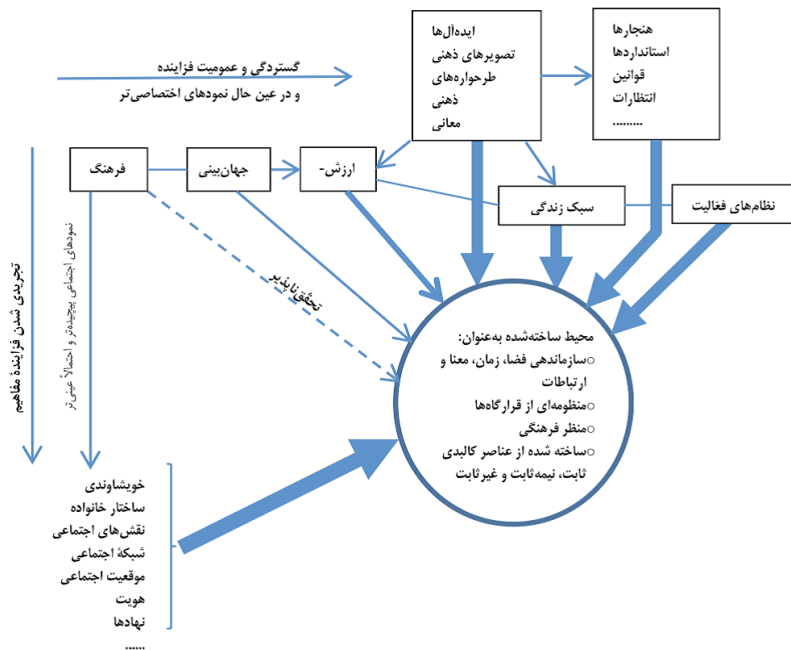 ایده‌آل‌ها
تصویرهای ذهنی
طرحواره‌های
ذهنی
معانی
هنجارها
استانداردها
قوانین
انتظارات
.........
گستردگی و عمومیت فزاینده
و در عین حال نمودهای اختصاصی‌تر
فرهنگ
جهان‌بینی
ارزش-
سبک زندگی
نظام‌های فعّالیت
تجریدی شدن فزایندهٔ مفاهیم
نمودهای اجتماعی پیچیده‌تر و احتمالاً عینی‌تر
تحقّق‌ناپذیر
محیط ساخته‌شده به‌عنوان:
○سازماندهی فضا، زمان، معنا و
ارتباطات
○منظومه‌ای از قرارگاه‌ها
○منظر فرهنگی
○ساخته شده از عناصر کالبدی
ثابت، نیمه‌ثابت و غیرثابت
خویشاوندی
ساختار خانواده
نقش‌های اجتماعی
شبکهٔ اجتماعی
موقعیت اجتماعی
هویت
نهادها
......